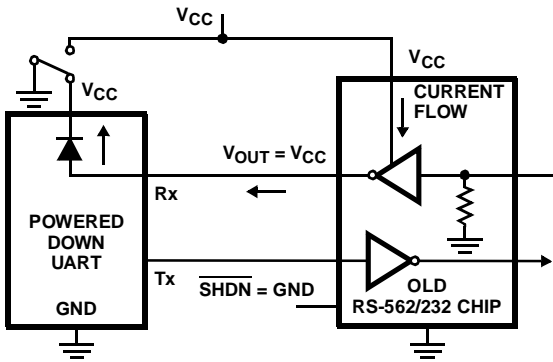 VCC
VCC
VCC
CURRENT
FLOW
VOUT = VCC
Rx
POWERED
DOWN
UART
Tx
SHDN = GND
OLD
RS-562/232 CHIP
GND